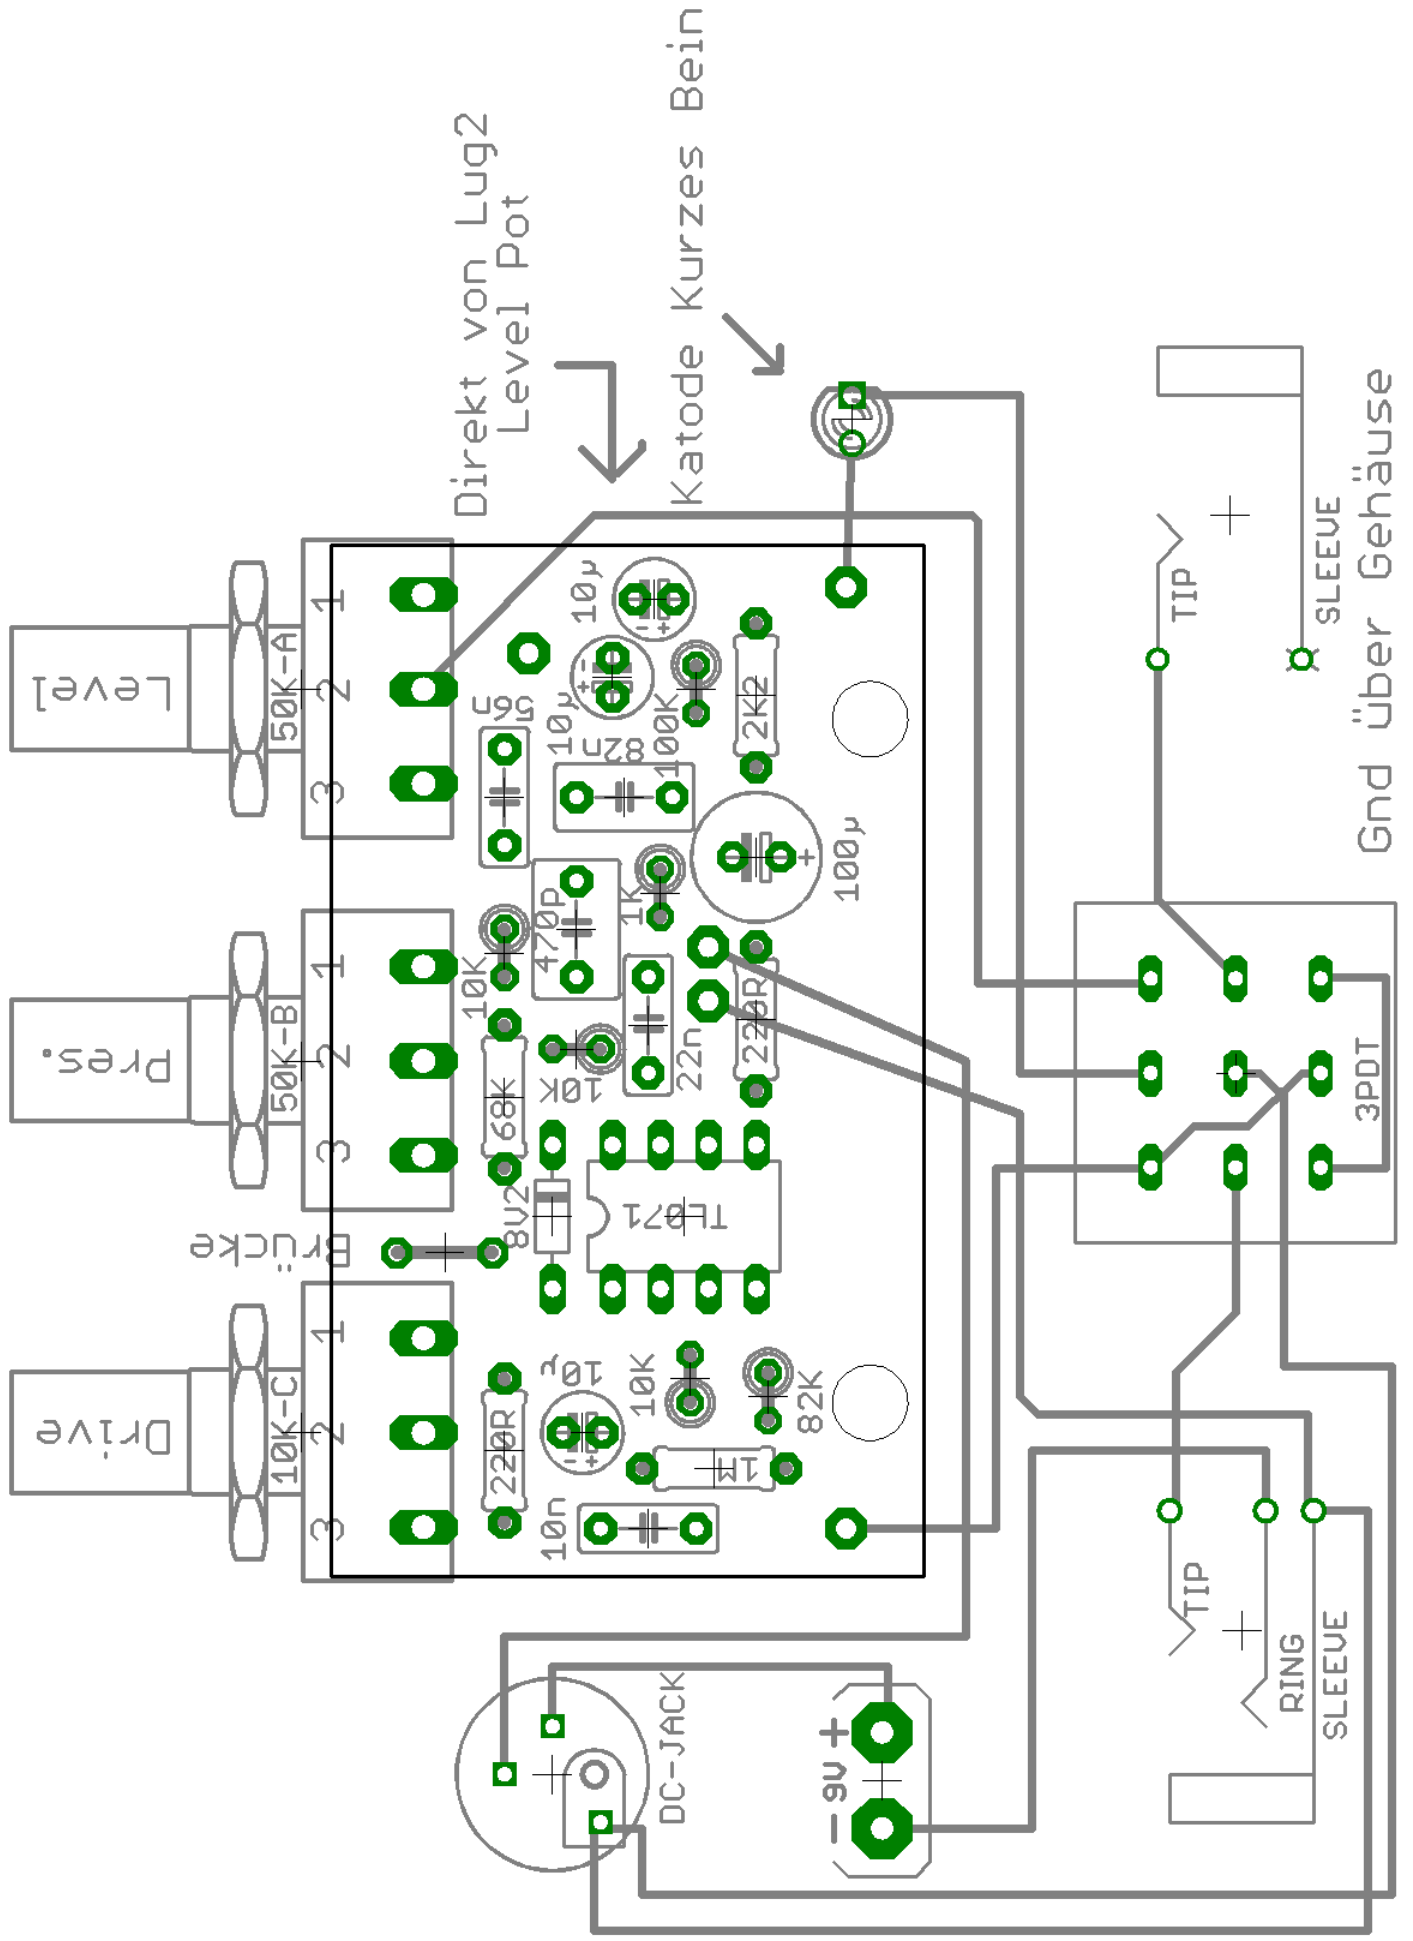 Direkt von Lug2
Level Pot
Katode Kurzes Bein
Level
50K-A
1
2
3
Pres.
50K-B
1
2
3
Drive
10K-C
1
2
3
Brücke
56n
10µ
10µ
- +
- +
82n
100K
2K2
10K
470p
1K
100µ
+
68K
10K
22n
220R
8V2
TL071
220R
10µ
- +
10K
82K
1M
10n
TIP
SLEEVE
Gnd über Gehäuse
3PDT
DC-JACK
- 9V +
TIP
RING
SLEEVE